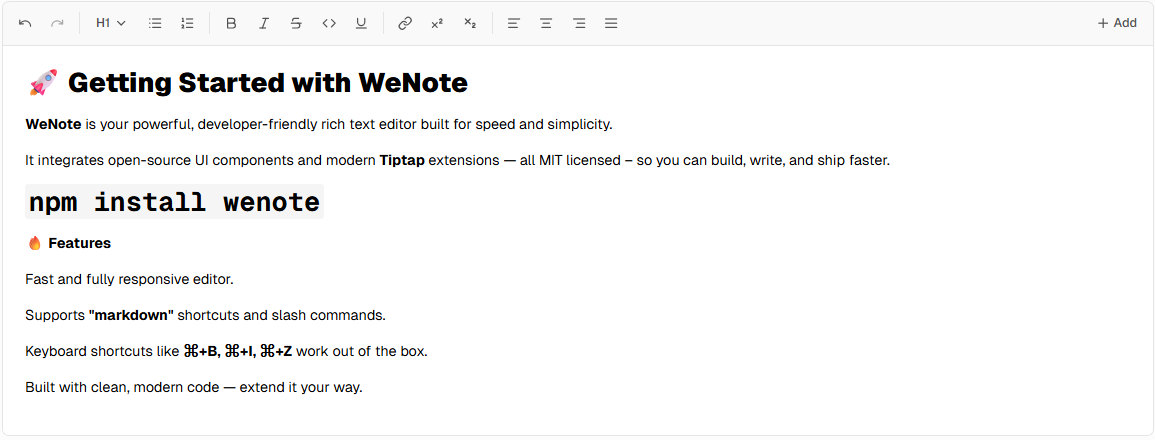 H1
+ Add
🚀 Getting Started with WeNote
WeNote is your powerful, developer-friendly rich text editor built for speed and simplicity.
It integrates open-source UI components and modern Tiptap extensions — all MIT licensed – so you can build, write, and ship faster.
npm install wenote
🔥 Features
Fast and fully responsive editor.
Supports "markdown" shortcuts and slash commands.
Keyboard shortcuts like ⌘+B, ⌘+I, ⌘+Z work out of the box.
Built with clean, modern code — extend it your way.